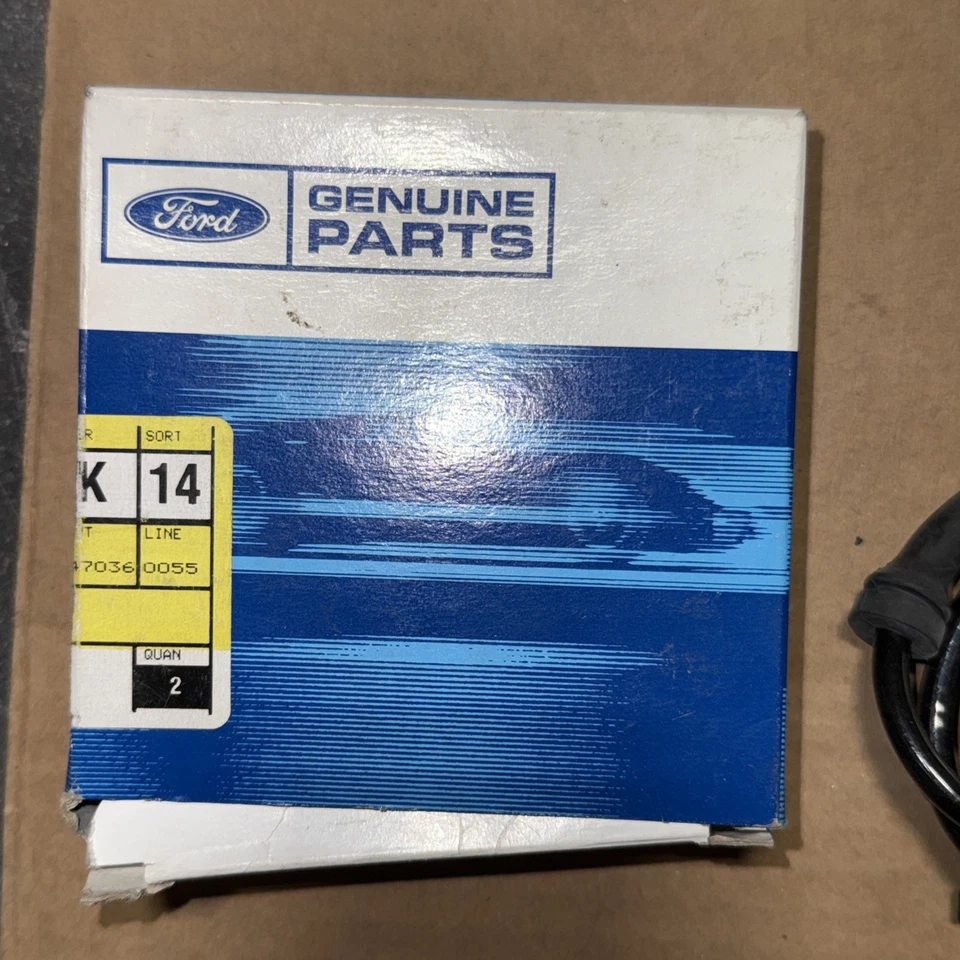 Ford
GENUINE
PARTS
SORT
K 14
LINE
47036 0055
QUAN
2